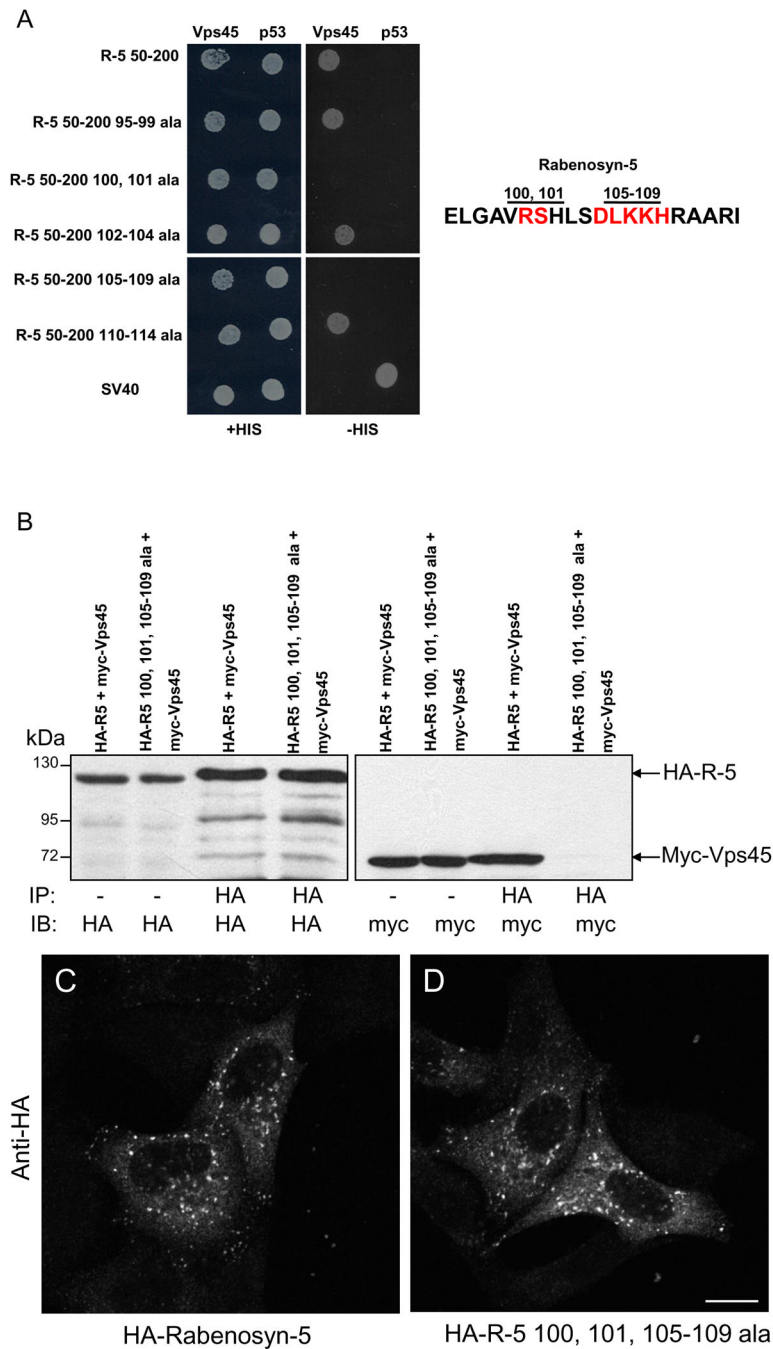 A
Vps45 p53 Vps45 p53
R-5 50-200
R-5 50-200 95-99 ala
R-5 50-200 100, 101 ala
R-5 50-200 102-104 ala
R-5 50-200 105-109 ala
R-5 50-200 110-114 ala
SV40
+HIS -HIS
Rabenosyn-5
100, 101 105-109
ELGAVRSHLSDLKKHRAARI
B
HA-R5 + myc-Vps45
HA-R5 100, 101, 105-109 ala +
myc-Vps45
HA-R5 + myc-Vps45
HA-R5 100, 101, 105-109 ala +
myc-Vps45
HA-R5 + myc-Vps45
HA-R5 100, 101, 105-109 ala +
myc-Vps45
HA-R5 + myc-Vps45
HA-R5 100, 101, 105-109 ala +
myc-Vps45
kDa
130
95
72
HA-R-5
Myc-Vps45
IP: - - HA HA - - HA HA
IB: HA HA HA HA myc myc myc myc
C
D
Anti-HA
HA-Rabenosyn-5
HA-R-5 100, 101, 105-109 ala